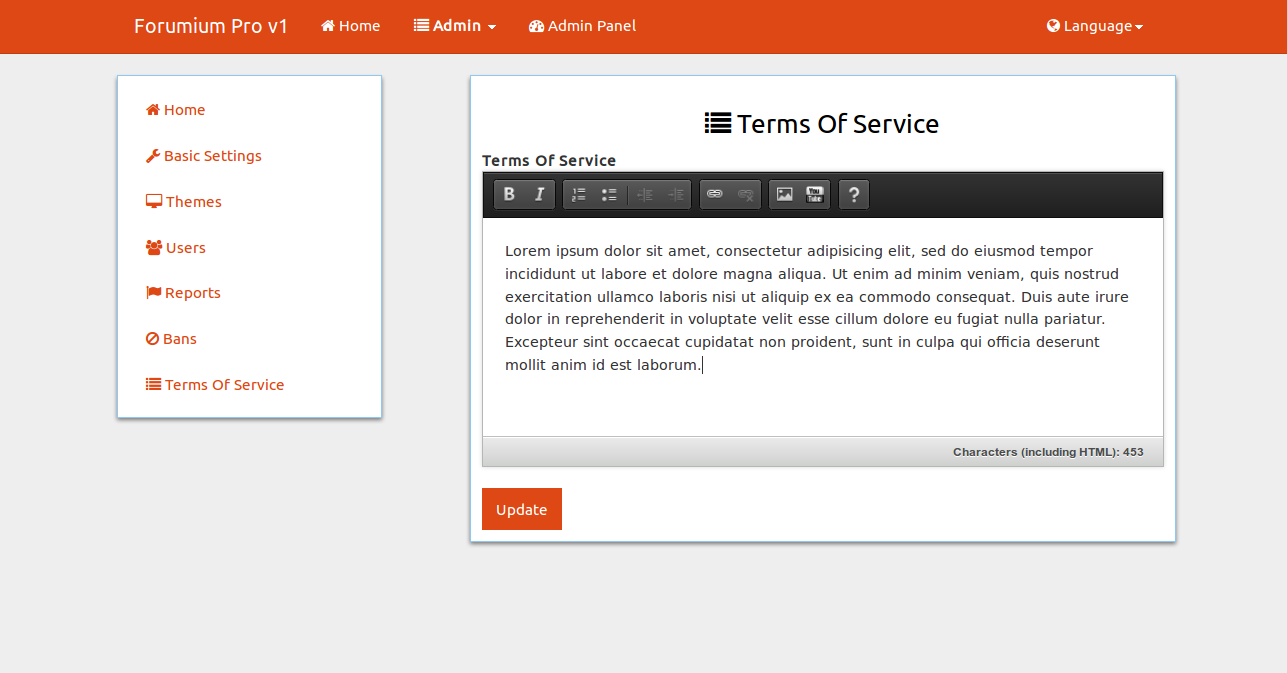 Forumium Pro v1 Home Admin Admin Panel Language
Home
Basic Settings
Themes
Users
Reports
Bans
Terms Of Service
Terms Of Service
Terms Of Service
B I 1 2 You Tube ?
Lorem ipsum dolor sit amet, consectetur adipisicing elit, sed do eiusmod tempor
incididunt ut labore et dolore magna aliqua. Ut enim ad minim veniam, quis nostrud
exercitation ullamco laboris nisi ut aliquip ex ea commodo consequat. Duis aute irure
dolor in reprehenderit in voluptate velit esse cillum dolore eu fugiat nulla pariatur.
Excepteur sint occaecat cupidatat non proident, sunt in culpa qui officia deserunt
mollit anim id est laborum.
Characters (including HTML): 453
Update